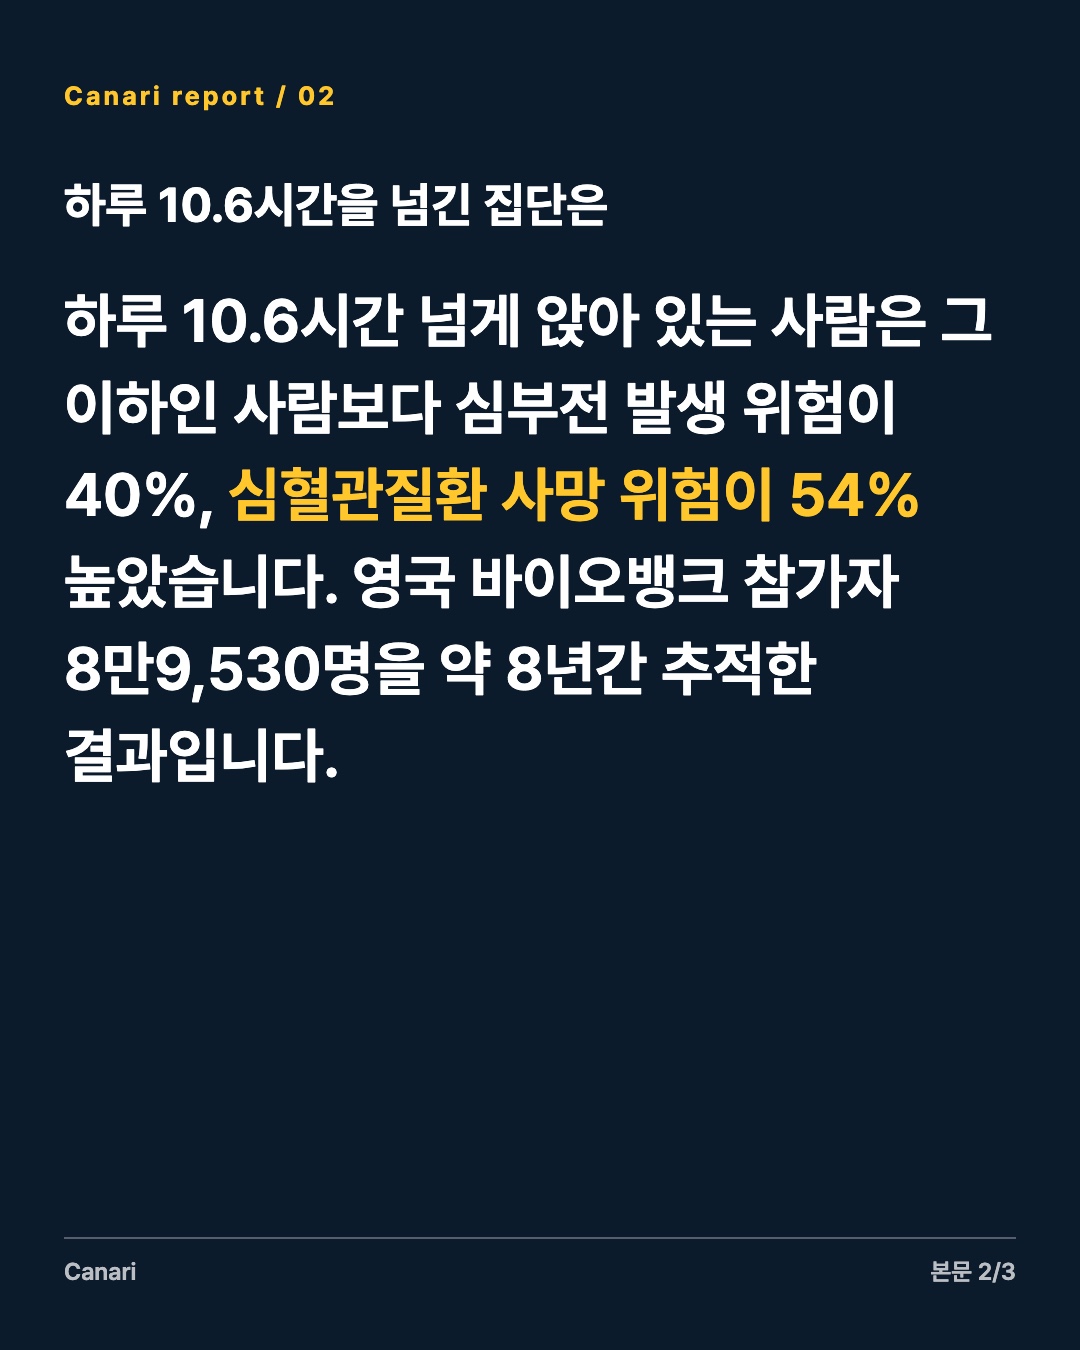 Canari report / 02
하루 10.6시간을 넘긴 집단은
하루 10.6시간 넘게 앉아 있는 사람은 그
이하인 사람보다 심부전 발생 위험이
40%, 심혈관질환 사망 위험이 54%
높았습니다. 영국 바이오뱅크 참가자
8만9,530명을 약 8년간 추적한
결과입니다.
Canari
본문 2/3